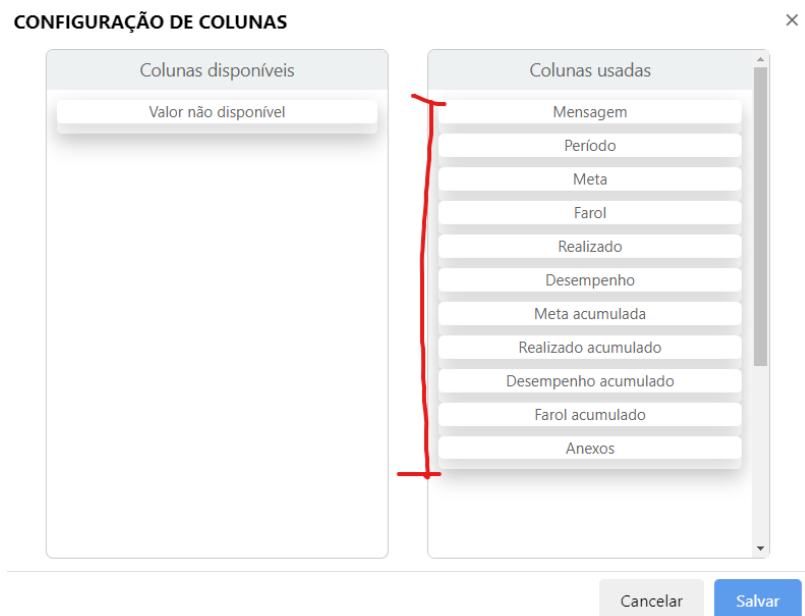 CONFIGURAÇÃO DE COLUNAS
Colunas disponíveis
Valor não disponível
Colunas usadas
Mensagem
Período
Meta
Farol
Realizado
Desempenho
Meta acumulada
Realizado acumulado
Desempenho acumulado
Farol acumulado
Anexos
Cancelar
Salvar